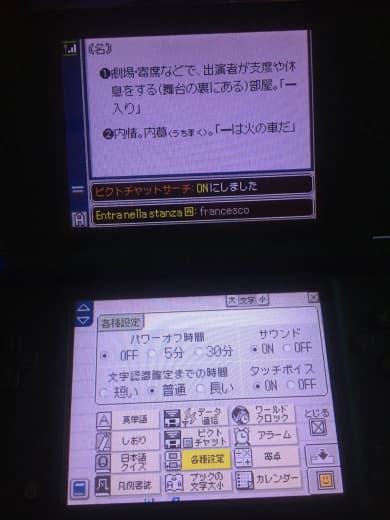 《名》
❶劇場・寄席などで、出演者が支度や休
息をする(舞台の裏にある)部屋。「━
入り」
❷内情。内幕〈うちまく〉。「━は火の車だ」
ピクトチャットサーチ: ONにしました
Entra nella stanza A: francesco
大 文字 小
各種設定
パワーオフ時間
サウンド
OFF 5分 30分
ON OFF
文字認識確定までの時間
タッチボイス
短い 普通 長い
ON OFF
英単語
データ通信
ワールドクロック
とじる
しおり
ピクトチャット
アラーム
日本語クイズ
各種設定
電卓
凡例書誌
ブックの文字大小
カレンダー